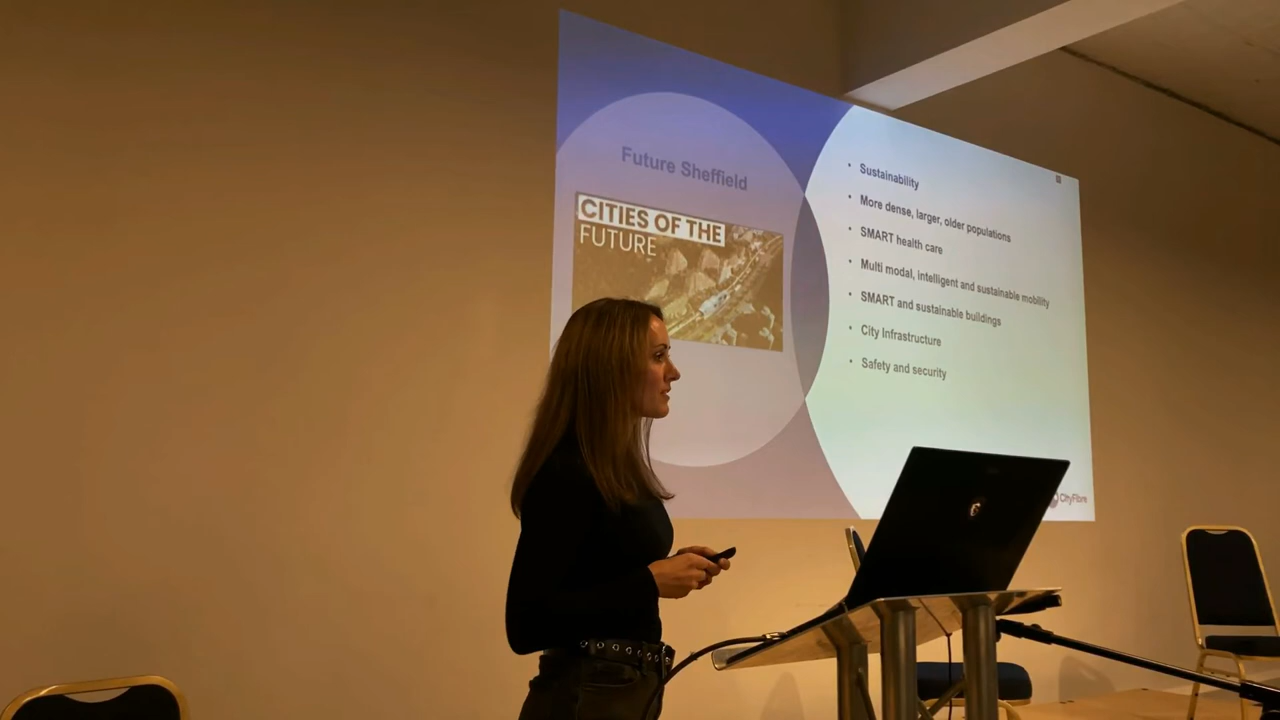 Future Sheffield
CITIES OF THE
FUTURE
• Sustainability
• More dense, larger, older populations
• SMART health care
• Multi modal, intelligent and sustainable mobility
• SMART and sustainable buildings
• City Infrastructure
• Safety and security
CityFibre